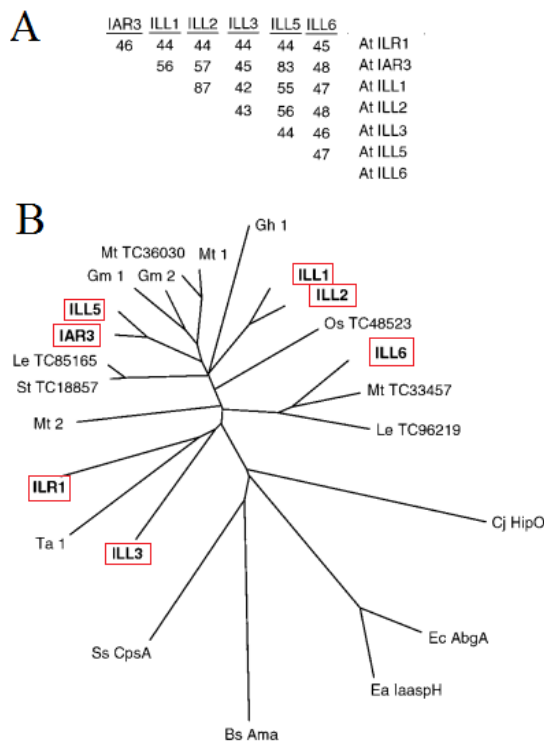 A
IAR3 ILL1 ILL2 ILL3 ILL5 ILL6
46 44 44 44 44 45 At ILR1
56 57 45 83 48 At IAR3
87 42 55 47 At ILL1
43 56 48 At ILL2
44 46 At ILL3
47 At ILL5
At ILL6
B
Gh 1
Mt TC36030 Mt 1
Gm 1 Gm 2
ILL1
ILL2
ILL5
Os TC48523
IAR3
ILL6
Le TC85165
St TC18857
Mt TC33457
Mt 2
Le TC96219
ILR1
Cj HipO
Ta 1
ILL3
Ec AbgA
Ss CpsA
Ea IaaspH
Bs Ama